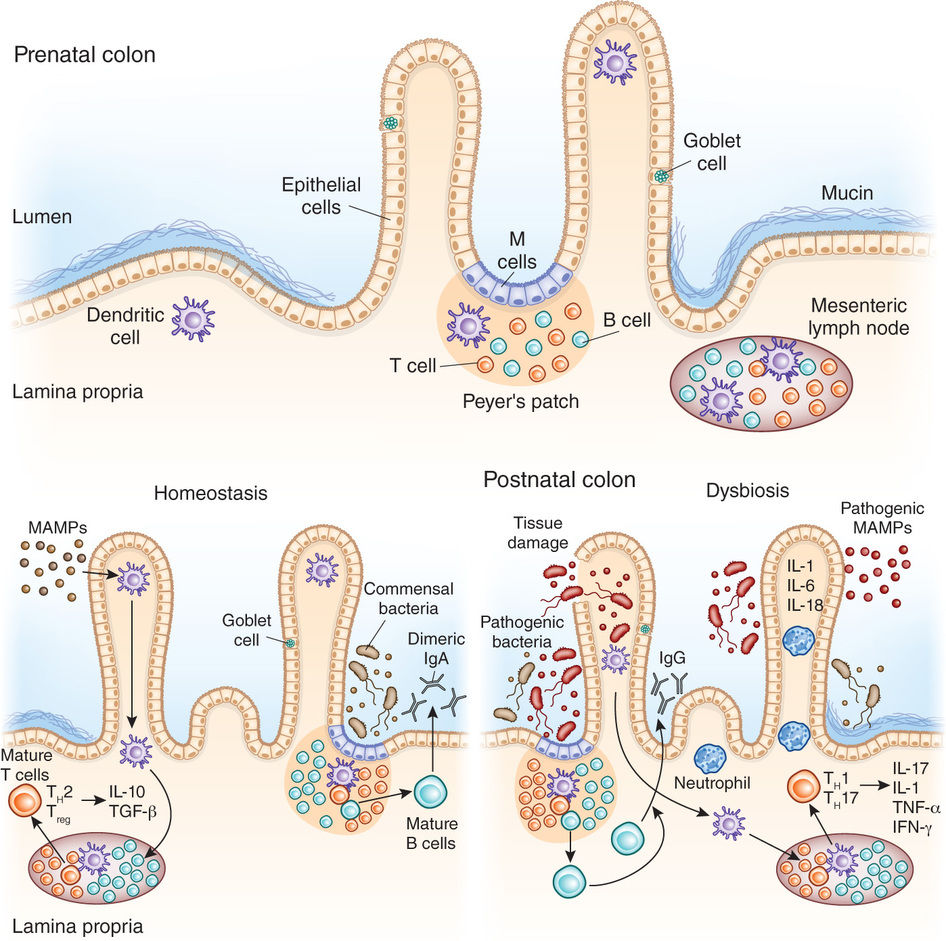 Prenatal colon
Goblet
cell
Epithelial
cells
Mucin
Lumen
M
cells
Dendritic
cell
Mesenteric
lymph node
B cell
T cell
Lamina propria
Peyer's patch
Postnatal colon
Homeostasis
Dysbiosis
MAMPs
Commensal
bacteria
Goblet
cell
Dimeric
IgA
Mature
T cells
TH2
Treg
IL-10
TGF-β
Mature
B cells
Lamina propria
Tissue
damage
Pathogenic
MAMPs
IL-1
IL-6
IL-18
Pathogenic
bacteria
IgG
Neutrophil
TH1
TH17
IL-17
IL-1
TNF-α
IFN-γ